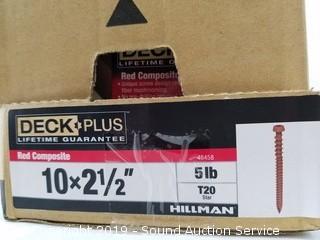 DECK+PLUS
LIFETIME GUARANTEE
Red Composite
DECK+PLUS
LIFETIME GUARANTEE
Red Composite
48458
10×2½"
5 lb
T20
Star
HILLMAN
Copyright 2019 - Auction Service